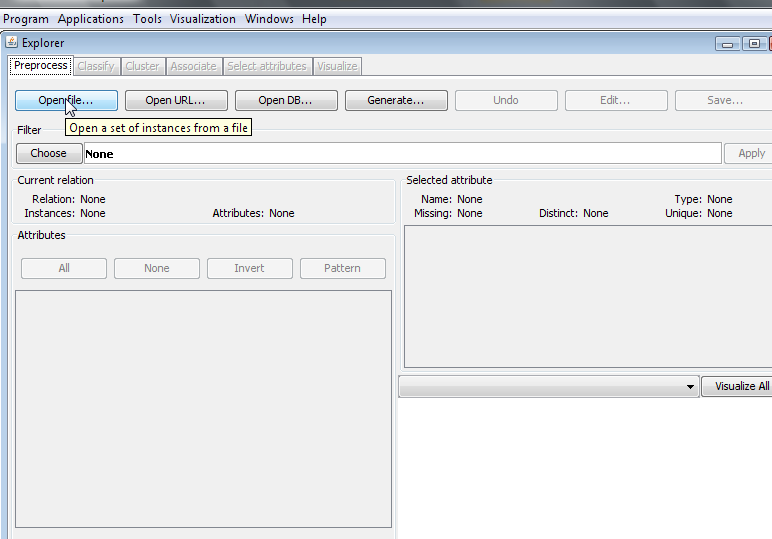 Program Applications Tools Visualization Windows Help
Explorer
Preprocess Classify Cluster Associate Select attributes Visualize
Open file... Open URL... Open DB... Generate... Undo Edit... Save...
Open a set of instances from a file
Filter
Choose None Apply
Current relation
Relation: None
Instances: None Attributes: None
Attributes
All None Invert Pattern
Selected attribute
Name: None Type: None
Missing: None Distinct: None Unique: None
Visualize All